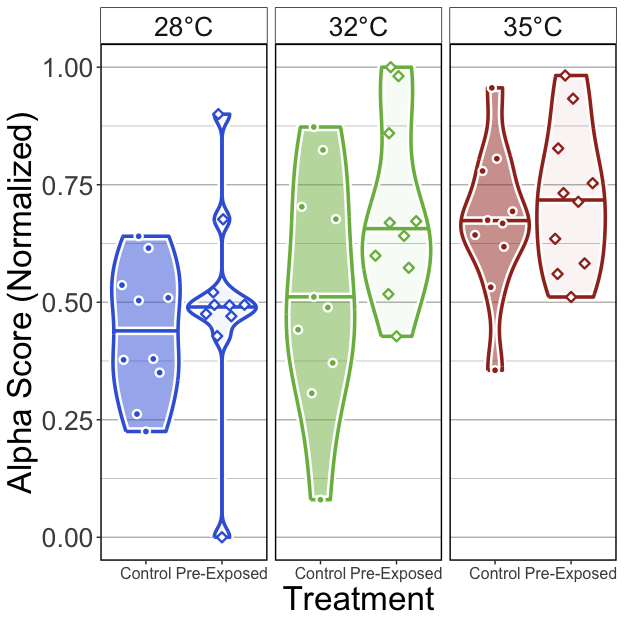 28°C 32°C 35°C
Alpha Score (Normalized)
1.00
0.75
0.50
0.25
0.00
Control Pre-Exposed Control Pre-Exposed Control Pre-Exposed
Treatment